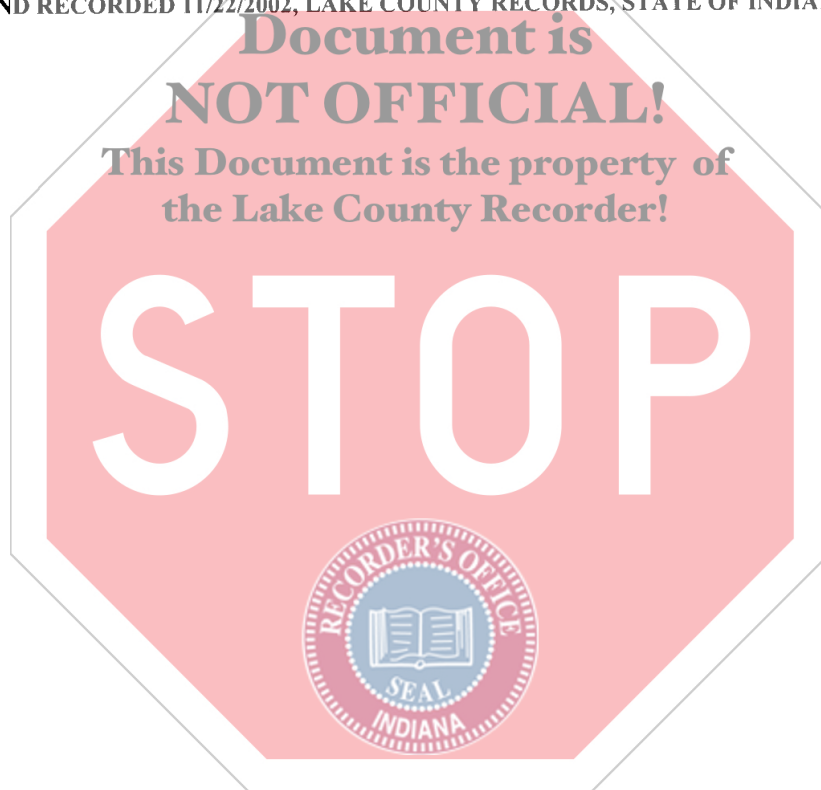 ND RECORDED 11/22/2002, LAKE COUNTY RECORDS, STATE OF INDIA
Document is
NOT OFFICIAL!
This Document is the property of
the Lake County Recorder!
STOP
RECORDER'S OFFICE
SEAL
INDIANA